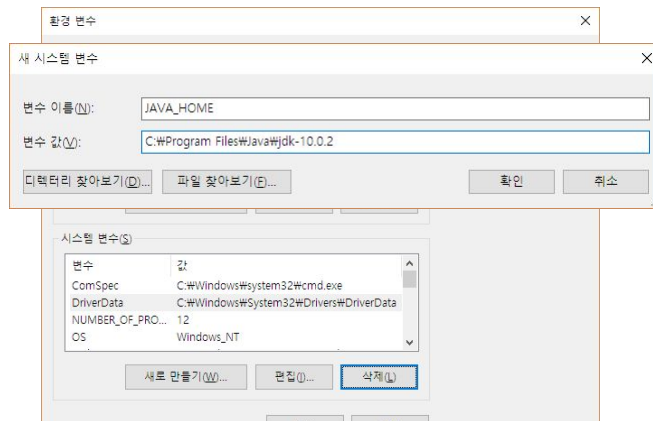 환경 변수
새 시스템 변수
변수 이름(N):
JAVA_HOME
변수 값(V):
C:₩Program Files₩Java₩jdk-10.0.2
디렉터리 찾아보기(D)...
파일 찾아보기(F)...
확인
취소
시스템 변수(S)
변수 값
ComSpec C:₩Windows₩system32₩cmd.exe
DriverData C:₩Windows₩System32₩Drivers₩DriverData
NUMBER_OF_PRO... 12
OS Windows_NT
새로 만들기(W)...
편집(I)...
삭제(L)